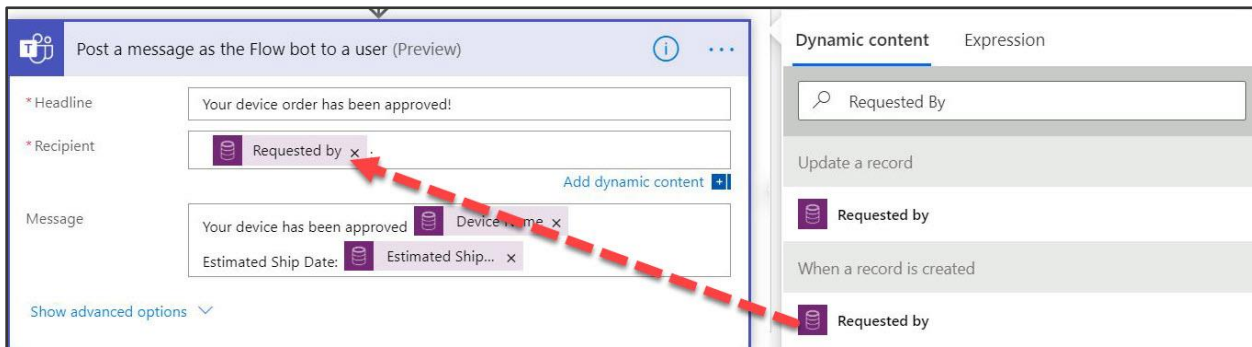 Post a message as the Flow bot to a user (Preview)
* Headline
Your device order has been approved!
* Recipient
Requested by ×
Add dynamic content
Message
Your device has been approved Device Name ×
Estimated Ship Date: Estimated Ship... ×
Show advanced options
Dynamic content Expression
Requested By
Update a record
Requested by
When a record is created
Requested by